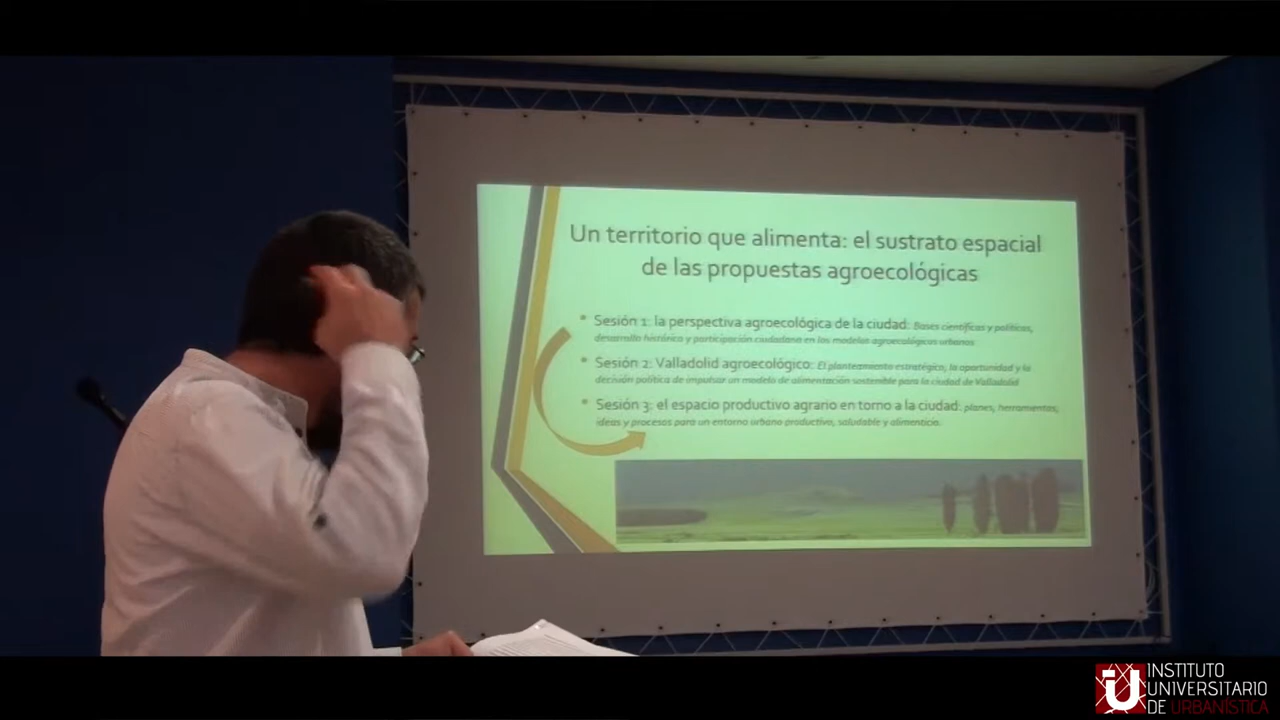 Un territorio que alimenta: el sustrato espacial
de las propuestas agroecológicas
Sesión 1: la perspectiva agroecológica de la ciudad: Bases científicas y políticas,
desarrollo histórico y participación ciudadana en los modelos agroecológicos urbanos
Sesión 2: Valladolid agroecológico: El planteamiento estratégico, la oportunidad y la
decisión política de impulsar un modelo de alimentación sostenible para la ciudad de Valladolid
Sesión 3: el espacio productivo agrario en torno a la ciudad: planes, herramientas,
ideas y procesos para un entorno urbano productivo, saludable y alimenticio.
INSTITUTO
UNIVERSITARIO
DE URBANÍSTICA